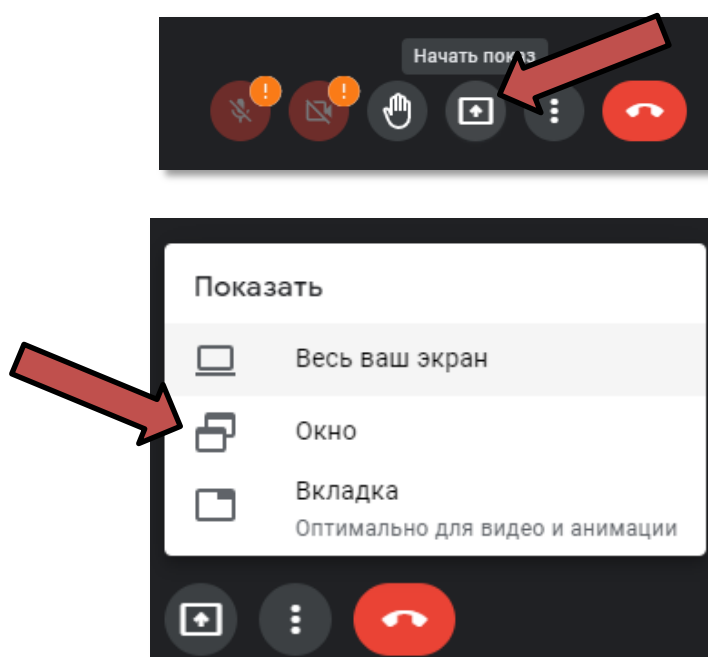 Начать показ
Показать
Весь ваш экран
Окно
Вкладка
Оптимально для видео и анимации